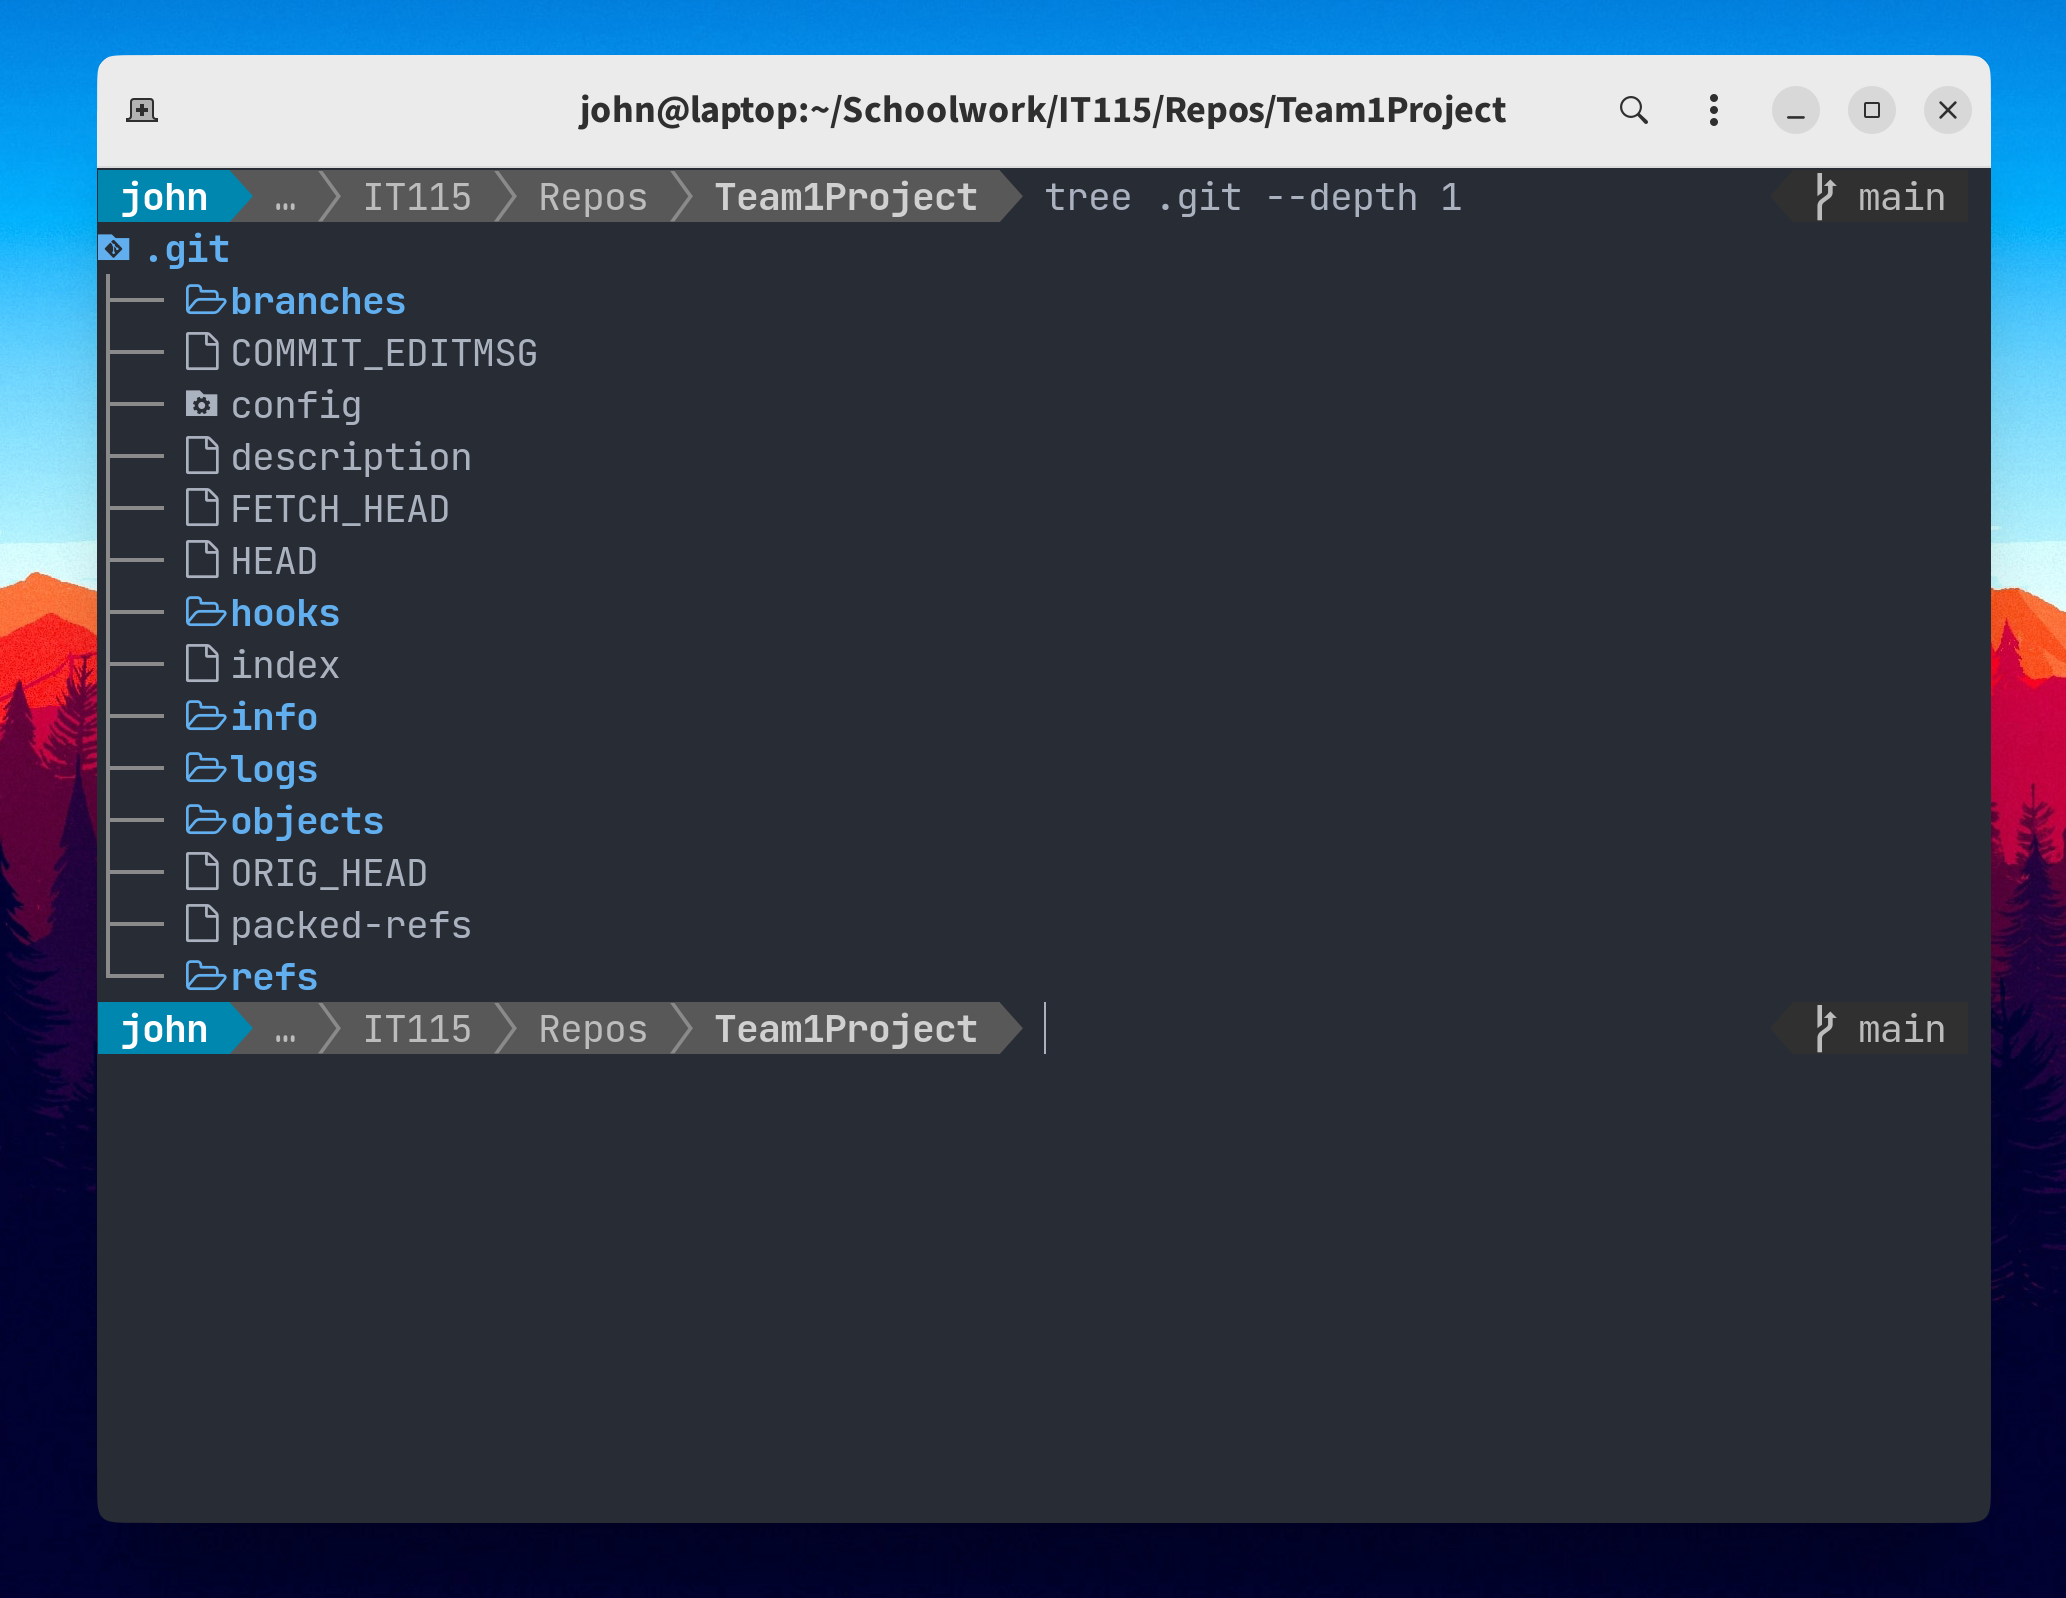 john@laptop:~/Schoolwork/IT115/Repos/Team1Project
john … IT115 Repos Team1Project tree .git --depth 1 main
.git
branches
COMMIT_EDITMSG
config
description
FETCH_HEAD
HEAD
hooks
index
info
logs
objects
ORIG_HEAD
packed-refs
refs
john … IT115 Repos Team1Project main